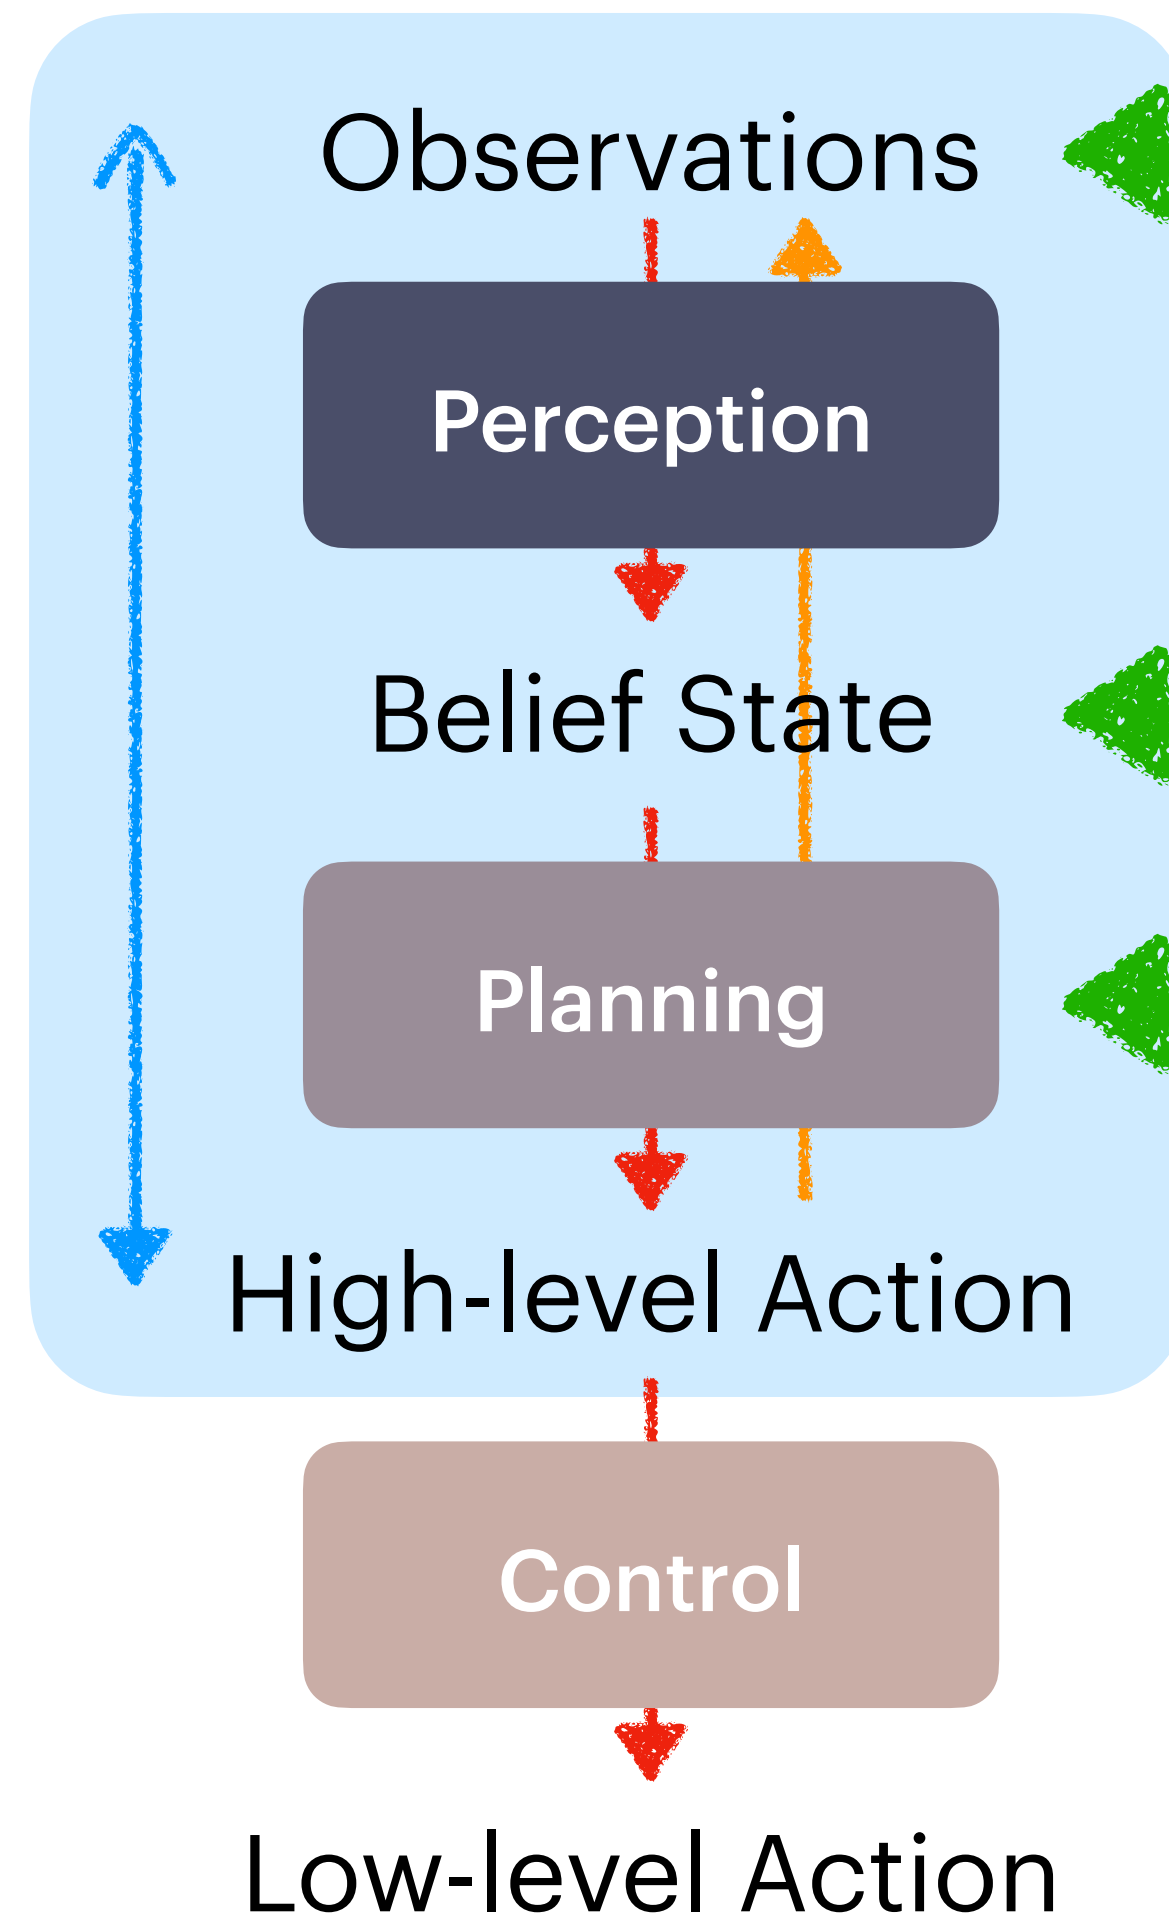 Observations
Perception
Belief State
Planning
High-level Action
Control
Low-level Action